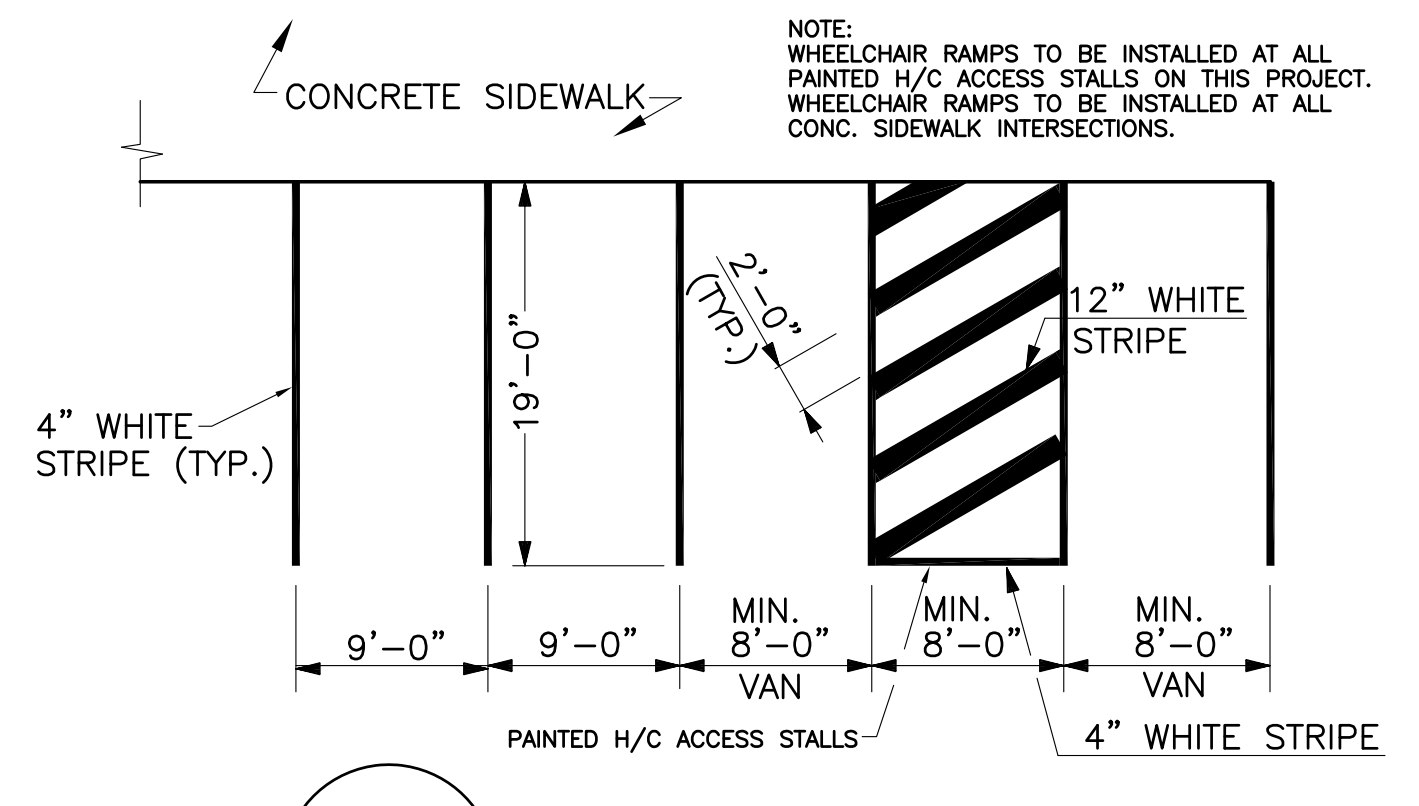 NOTE:
WHEELCHAIR RAMPS TO BE INSTALLED AT ALL
PAINTED H/C ACCESS STALLS ON THIS PROJECT.
WHEELCHAIR RAMPS TO BE INSTALLED AT ALL
CONC. SIDEWALK INTERSECTIONS.
CONCRETE SIDEWALK
2'-0"
(TYP.)
12" WHITE
STRIPE
19'-0"
4" WHITE
STRIPE (TYP.)
9'-0"
9'-0"
MIN.
8'-0"
VAN
MIN.
8'-0"
MIN.
8'-0"
VAN
PAINTED H/C ACCESS STALLS
4" WHITE STRIPE